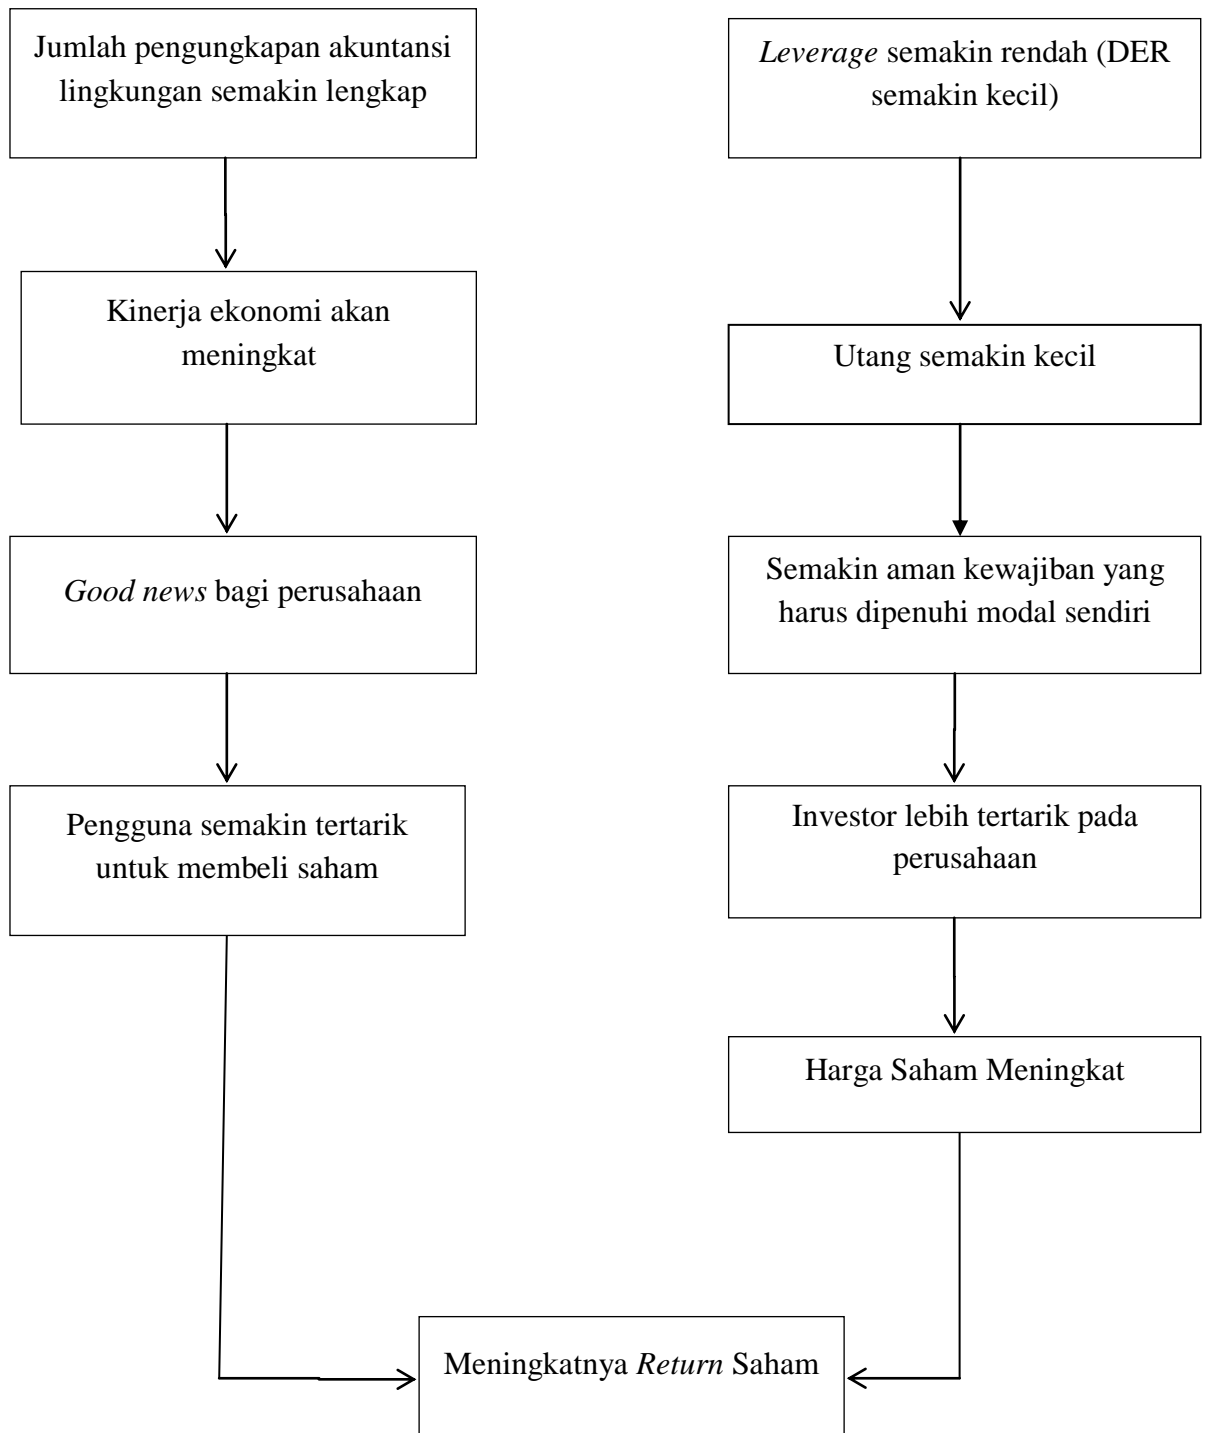 Jumlah pengungkapan akuntansi
lingkungan semakin lengkap
Kinerja ekonomi akan
meningkat
Good news bagi perusahaan
Pengguna semakin tertarik
untuk membeli saham
Leverage semakin rendah (DER
semakin kecil)
Utang semakin kecil
Semakin aman kewajiban yang
harus dipenuhi modal sendiri
Investor lebih tertarik pada
perusahaan
Harga Saham Meningkat
Meningkatnya Return Saham